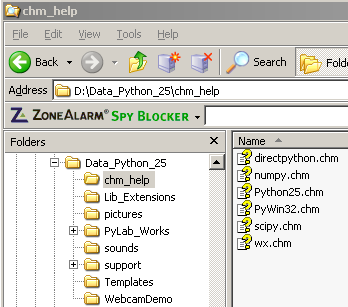 chm_help
File Edit View Tools Help
Back Search Folde
Address D:\Data_Python_25\chm_help
ZONEALARM® SPY BLOCKER
Folders
Name
Data_Python_25
chm_help
Lib_Extensions
pictures
PyLab_Works
sounds
support
Templates
WebcamDemo
directpython.chm
numpy.chm
Python25.chm
PyWin32.chm
scipy.chm
wx.chm